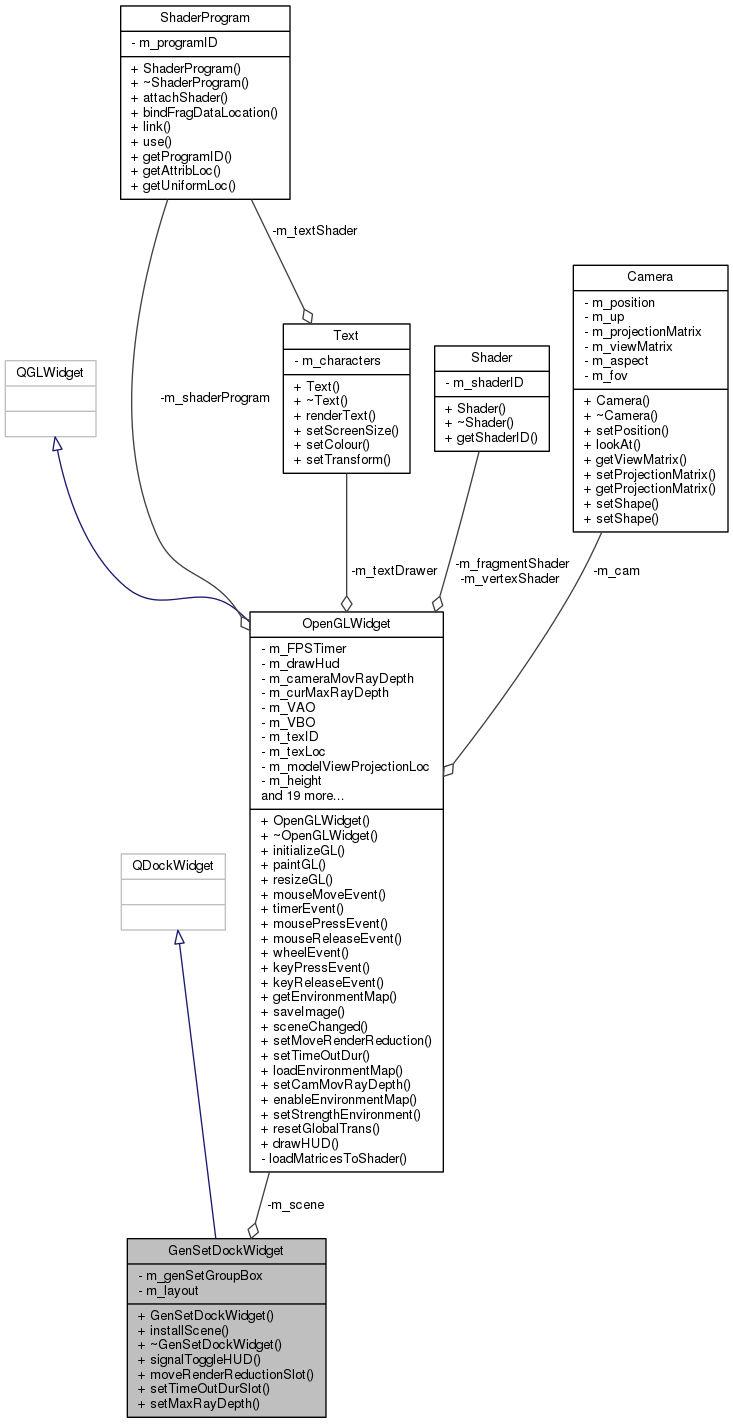 ShaderProgram
- m_programID
+ ShaderProgram()
+ ~ShaderProgram()
+ attachShader()
+ bindFragDataLocation()
+ link()
+ use()
+ getProgramID()
+ getAttribLoc()
+ getUniformLoc()
-m_textShader
Camera
- m_position
- m_up
- m_projectionMatrix
- m_viewMatrix
- m_aspect
- m_fov
+ Camera()
+ ~Camera()
+ setPosition()
+ lookAt()
+ getViewMatrix()
+ setProjectionMatrix()
+ getProjectionMatrix()
+ setShape()
+ setShape()
Text
- m_characters
+ Text()
+ ~Text()
+ renderText()
+ setScreenSize()
+ setColour()
+ setTransform()
Shader
- m_shaderID
+ Shader()
+ ~Shader()
+ getShaderID()
QGLWidget
-m_shaderProgram
-m_textDrawer
-m_fragmentShader
-m_vertexShader
-m_cam
OpenGLWidget
- m_FPSTimer
- m_drawHud
- m_cameraMovRayDepth
- m_curMaxRayDepth
- m_VAO
- m_VBO
- m_texID
- m_texLoc
- m_modelViewProjectionLoc
- m_height
and 19 more...
+ OpenGLWidget()
+ ~OpenGLWidget()
+ initializeGL()
+ paintGL()
+ resizeGL()
+ mouseMoveEvent()
+ timerEvent()
+ mousePressEvent()
+ mouseReleaseEvent()
+ wheelEvent()
+ keyPressEvent()
+ keyReleaseEvent()
+ getEnvironmentMap()
+ saveImage()
+ sceneChanged()
+ setMoveRenderReduction()
+ setTimeOutDur()
+ loadEnvironmentMap()
+ setCamMovRayDepth()
+ enableEnvironmentMap()
+ setStrengthEnvironment()
+ resetGlobalTrans()
+ drawHUD()
- loadMatricesToShader()
QDockWidget
-m_scene
GenSetDockWidget
- m_genSetGroupBox
- m_layout
+ GenSetDockWidget()
+ installScene()
+ ~GenSetDockWidget()
+ signalToggleHUD()
+ moveRenderReductionSlot()
+ setTimeOutDurSlot()
+ setMaxRayDepth()